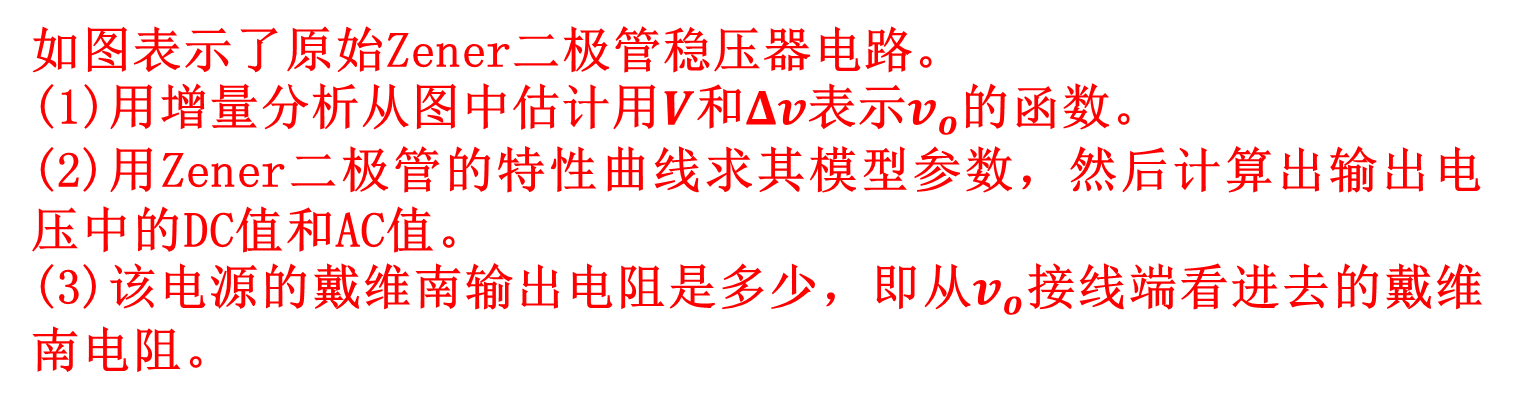 如图表示了原始Zener二极管稳压器电路。
(1)用增量分析从图中估计用V和Δv表示vₒ的函数。
(2)用Zener二极管的特性曲线求其模型参数，然后计算出输出电
压中的DC值和AC值。
(3)该电源的戴维南输出电阻是多少，即从vₒ接线端看进去的戴维
南电阻。